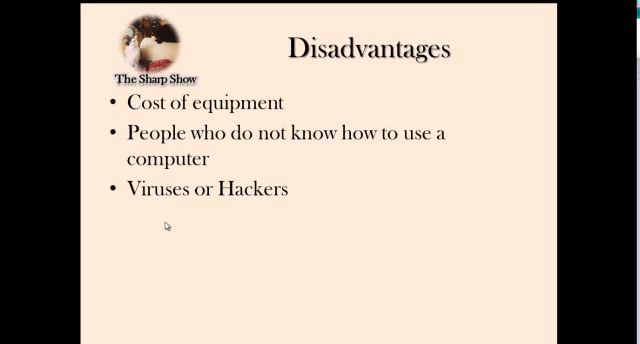 Disadvantages
The Sharp Show
• Cost of equipment
• People who do not know how to use a
computer
• Viruses or Hackers